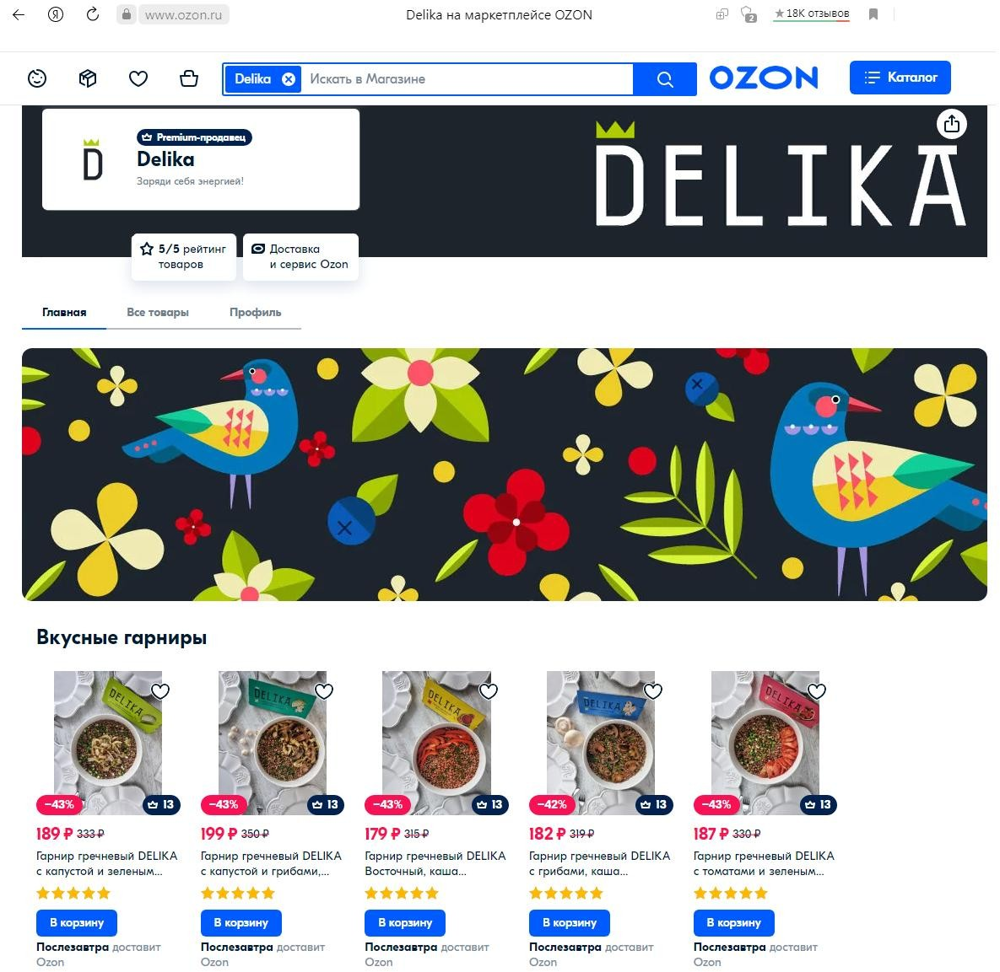 www.ozon.ru
Delika на маркетплейсе OZON
2
18K отзывов
Delika
Искать в Магазине
OZON
Каталог
D
Premium-продавец
Delika
Заряди себя энергией!
DELIKA
5/5 рейтинг
товаров
Доставка
и сервис Ozon
Главная
Все товары
Профиль
Вкусные гарниры
DELIKA
DELIKA
DELIKA
DELIKA
DELIKA
−43%
13
−43%
13
−43%
13
−42%
13
−43%
13
189 ₽ 333 ₽
199 ₽ 350 ₽
179 ₽ 315 ₽
182 ₽ 319 ₽
187 ₽ 330 ₽
Гарнир гречневый DELIKA
с капустой и зеленым...
Гарнир гречневый DELIKA
с капустой и грибами,...
Гарнир гречневый DELIKA
Восточный, каша...
Гарнир гречневый DELIKA
с грибами, каша...
Гарнир гречневый DELIKA
с томатами и зеленым...
В корзину
В корзину
В корзину
В корзину
В корзину
Послезавтра доставит
Ozon
Послезавтра доставит
Ozon
Послезавтра доставит
Ozon
Послезавтра доставит
Ozon
Послезавтра доставит
Ozon